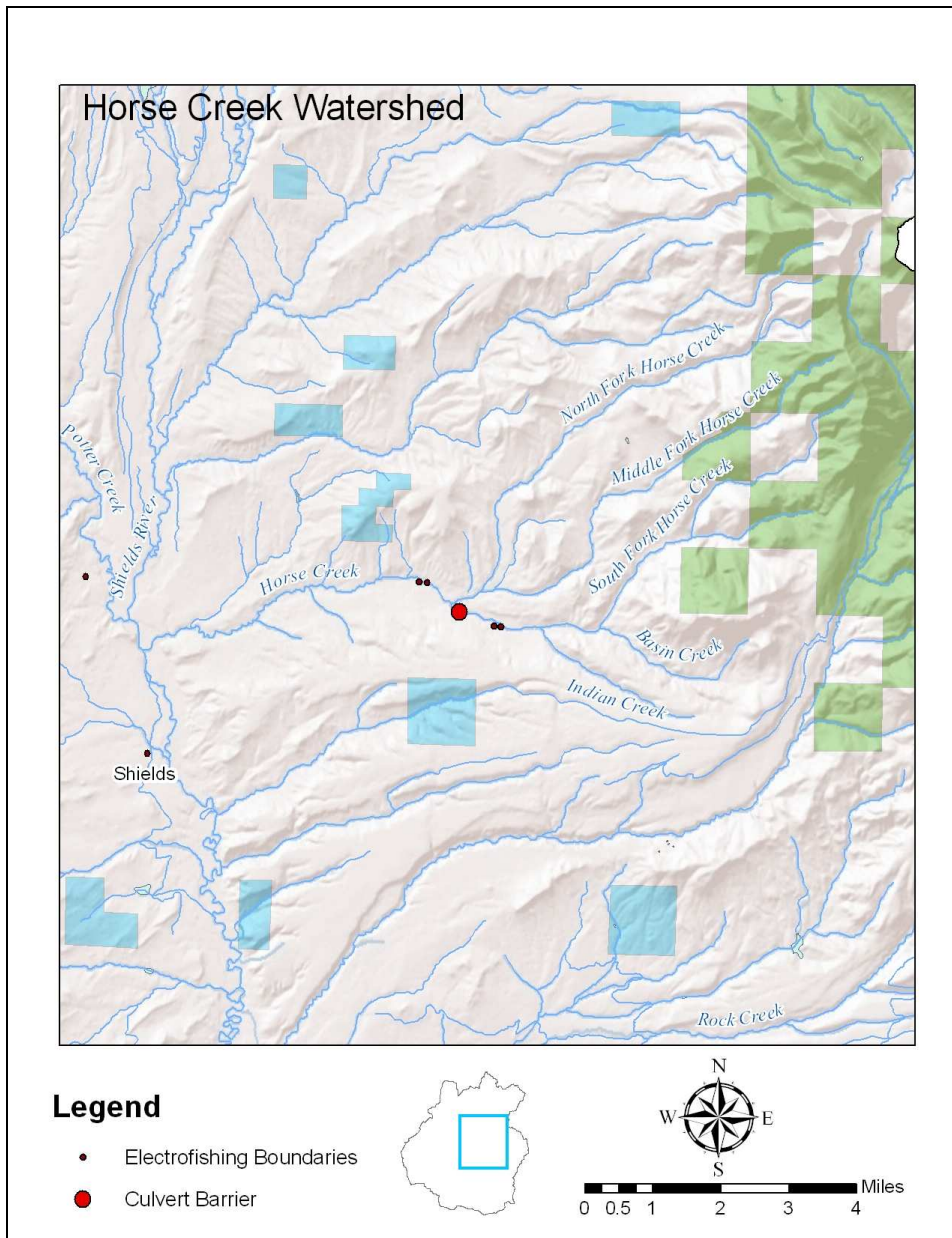 Horse Creek Watershed
North Fork Horse Creek
Middle Fork Horse Creek
South Fork Horse Creek
Potter Creek
Shields River
Horse Creek
Basin Creek
Indian Creek
Shields
Rock Creek
Legend
Electrofishing Boundaries
Culvert Barrier
N
W E
S
Miles
0 0.5 1 2 3 4